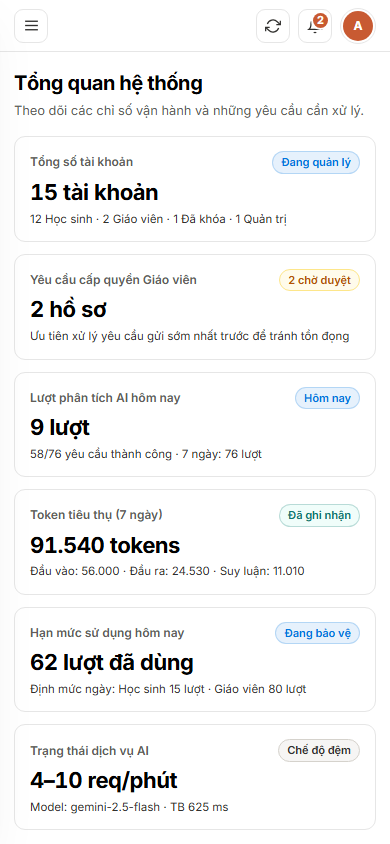 2
A
Tổng quan hệ thống
Theo dõi các chỉ số vận hành và những yêu cầu cần xử lý.
Tổng số tài khoản
Đang quản lý
15 tài khoản
12 Học sinh · 2 Giáo viên · 1 Đã khóa · 1 Quản trị
Yêu cầu cấp quyền Giáo viên
2 chờ duyệt
2 hồ sơ
Ưu tiên xử lý yêu cầu gửi sớm nhất trước để tránh tồn đọng
Lượt phân tích AI hôm nay
Hôm nay
9 lượt
58/76 yêu cầu thành công · 7 ngày: 76 lượt
Token tiêu thụ (7 ngày)
Đã ghi nhận
91.540 tokens
Đầu vào: 56.000 · Đầu ra: 24.530 · Suy luận: 11.010
Hạn mức sử dụng hôm nay
Đang bảo vệ
62 lượt đã dùng
Định mức ngày: Học sinh 15 lượt · Giáo viên 80 lượt
Trạng thái dịch vụ AI
Chế độ đệm
4–10 req/phút
Model: gemini-2.5-flash · TB 625 ms